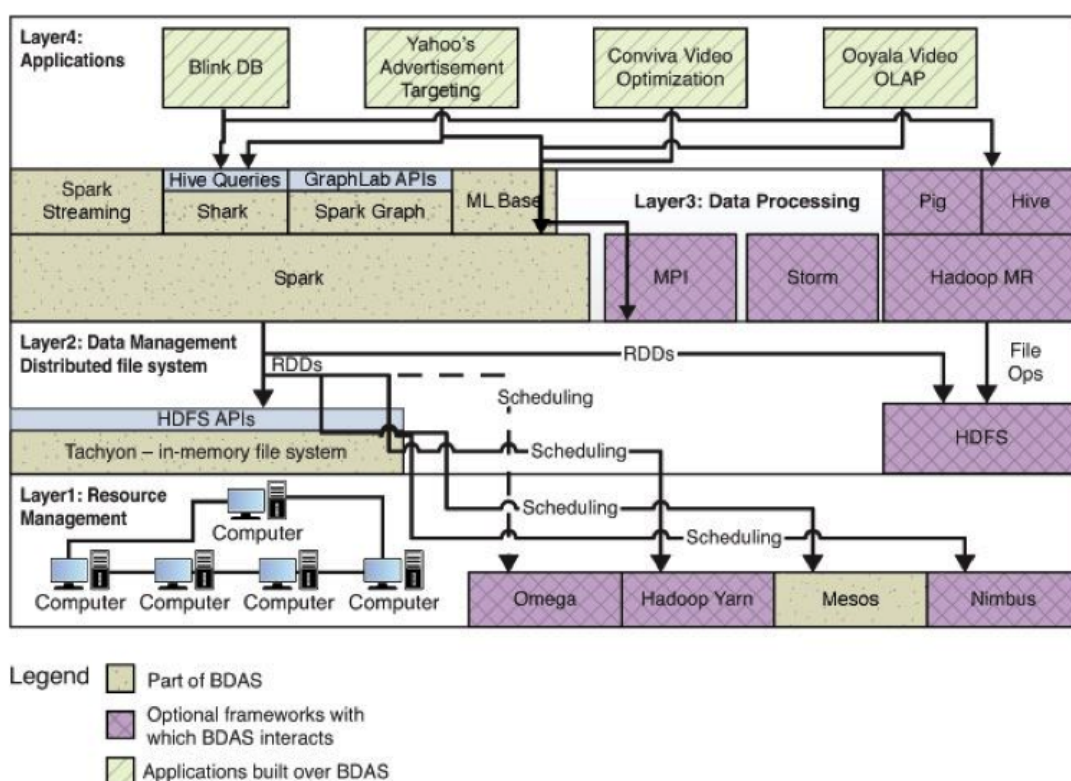 Layer4:
Applications
Blink DB
Yahoo's
Advertisement
Targeting
Conviva Video
Optimization
Ooyala Video
OLAP
Spark
Streaming
Hive Queries
Shark
GraphLab APIs
Spark Graph
ML Base
Layer3: Data Processing
Pig
Hive
Spark
MPI
Storm
Hadoop MR
Layer2: Data Management
Distributed file system
RDDs
RDDs
File
Ops
Scheduling
HDFS APIs
Tachyon – in-memory file system
Scheduling
HDFS
Layer1: Resource
Management
Scheduling
Scheduling
Computer
Computer
Computer
Computer
Computer
Omega
Hadoop Yarn
Mesos
Nimbus
Legend
Part of BDAS
Optional frameworks with
which BDAS interacts
Applications built over BDAS